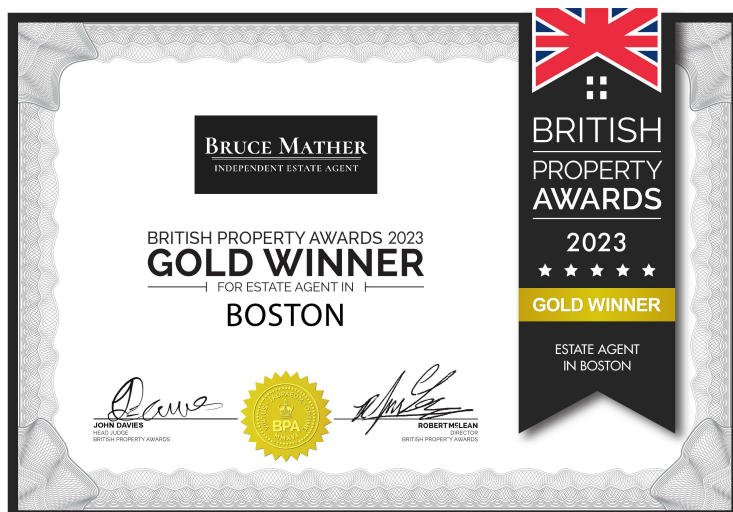 BRUCE MATHER
INDEPENDENT ESTATE AGENT
BRITISH PROPERTY AWARDS 2023
GOLD WINNER
FOR ESTATE AGENT IN
BOSTON
JOHN DAVIES
HEAD JUDGE
BRITISH PROPERTY AWARDS
BPA
ROBERT McLEAN
DIRECTOR
BRITISH PROPERTY AWARDS
BRITISH
PROPERTY
AWARDS
2023
GOLD WINNER
ESTATE AGENT
IN BOSTON